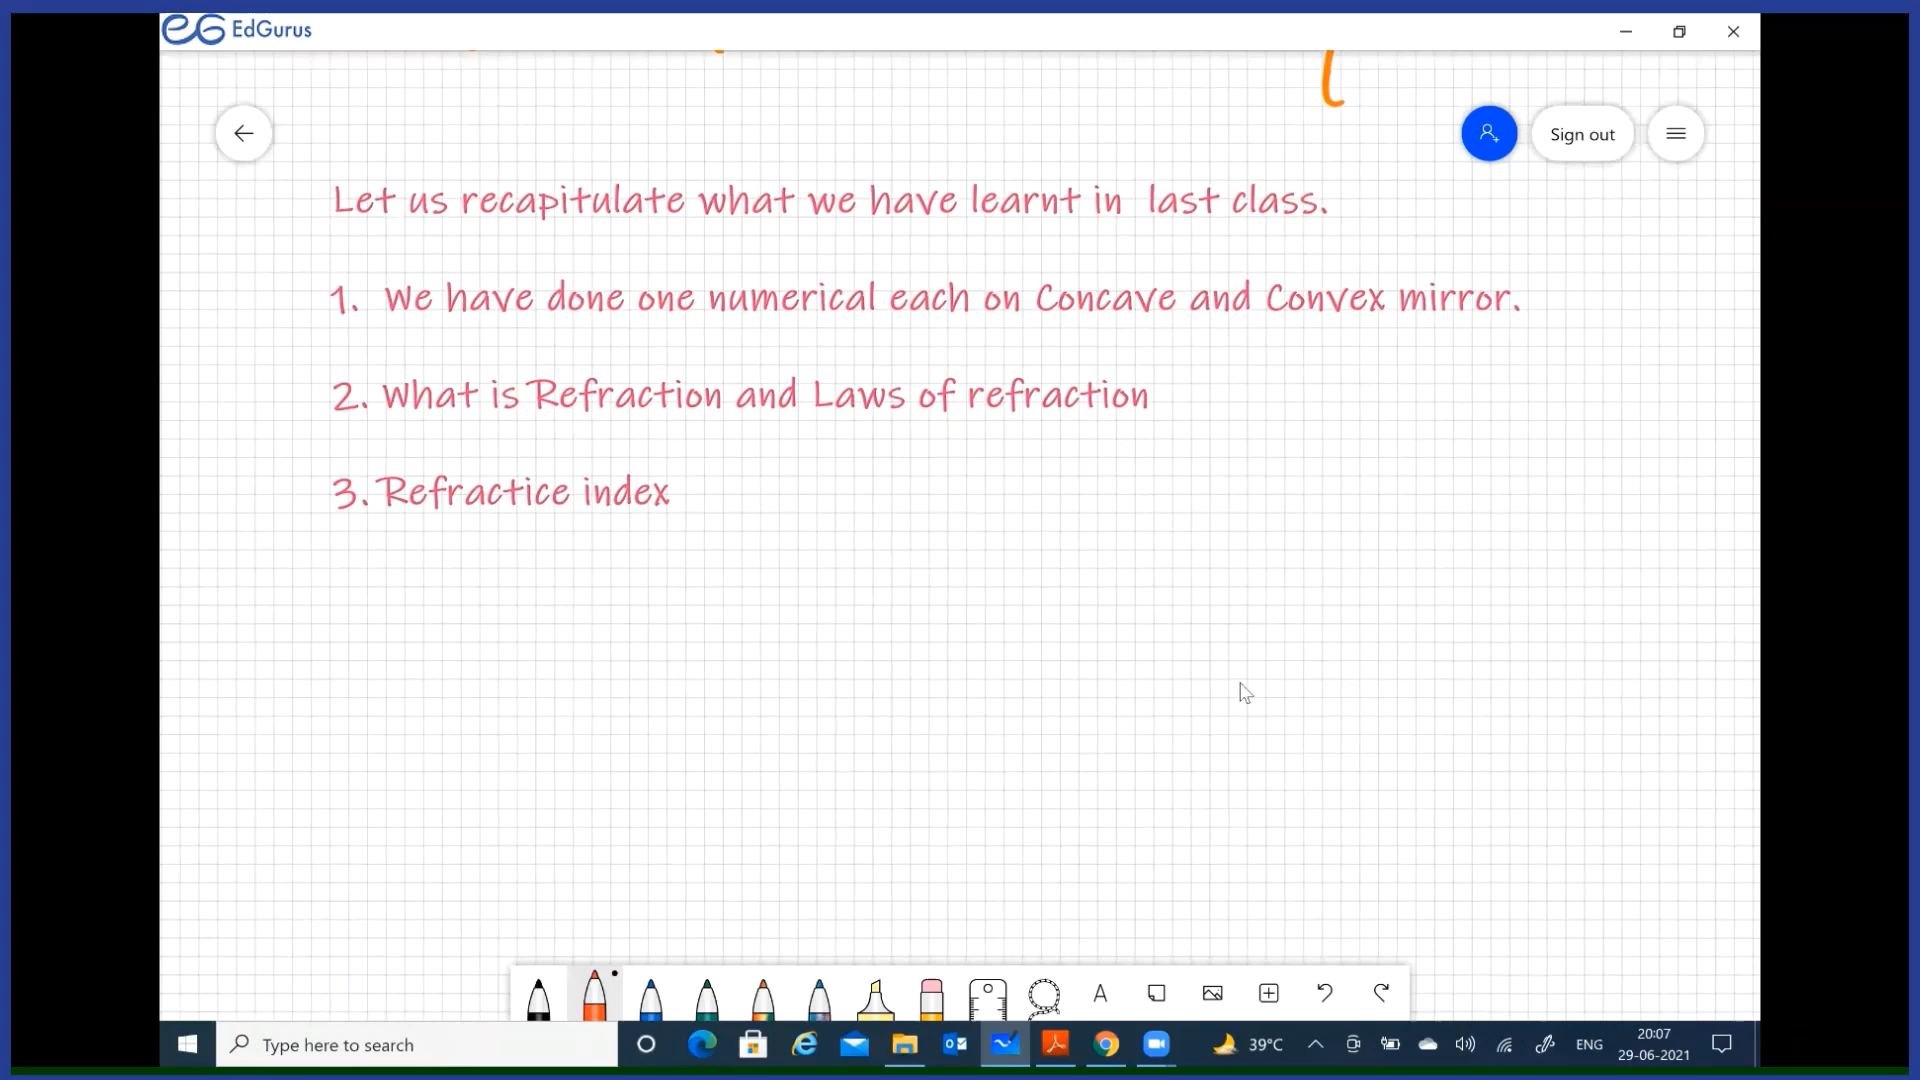 EG EdGurus
Sign out
Let us recapitulate what we have learnt in last class.
1. We have done one numerical each on Concave and Convex mirror.
2. What is Refraction and Laws of refraction
3. Refractice index
A
Type here to search
39°C
ENG
20:07
29-06-2021